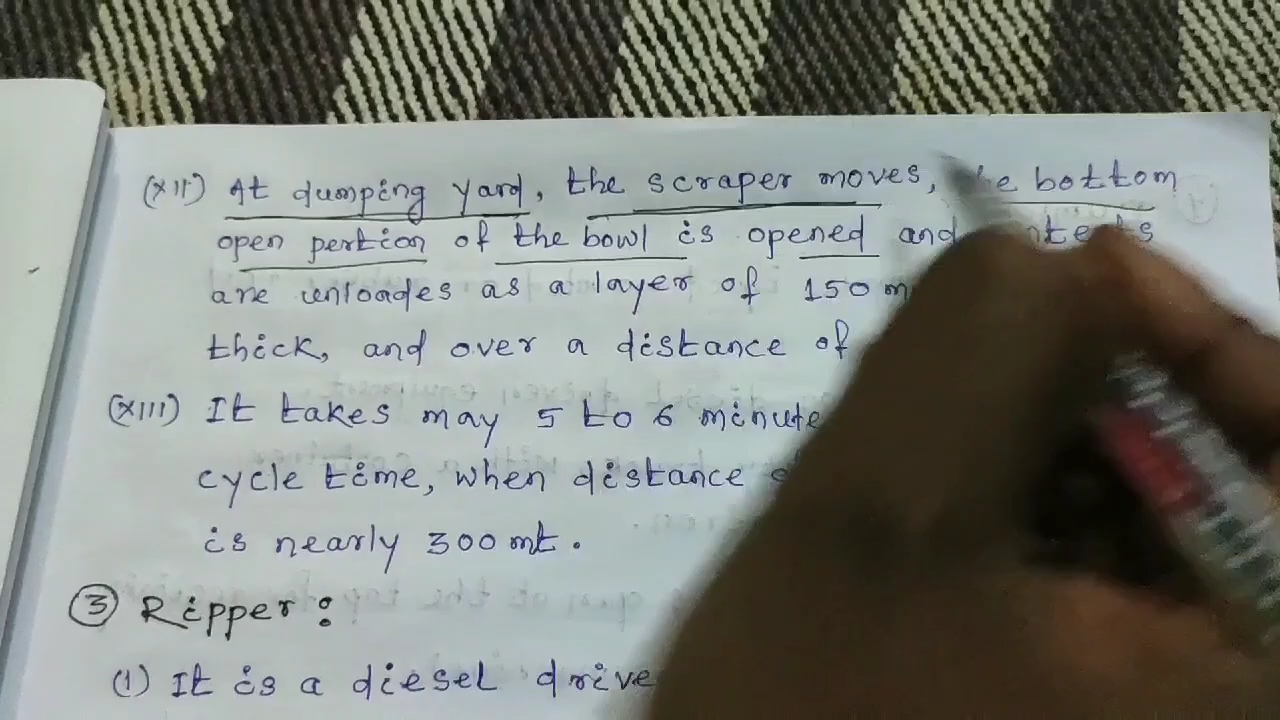 (XII) At dumping yard, the scraper moves, bottom
open pertion of the bowl is opened and
are unloades as a layer of 150
thick, and over a distance of
(XIII) It takes may 5 to 6 minute
cycle time, when distance
is nearly 300 mt.
③ Ripper:
(1) It is a diesel drive